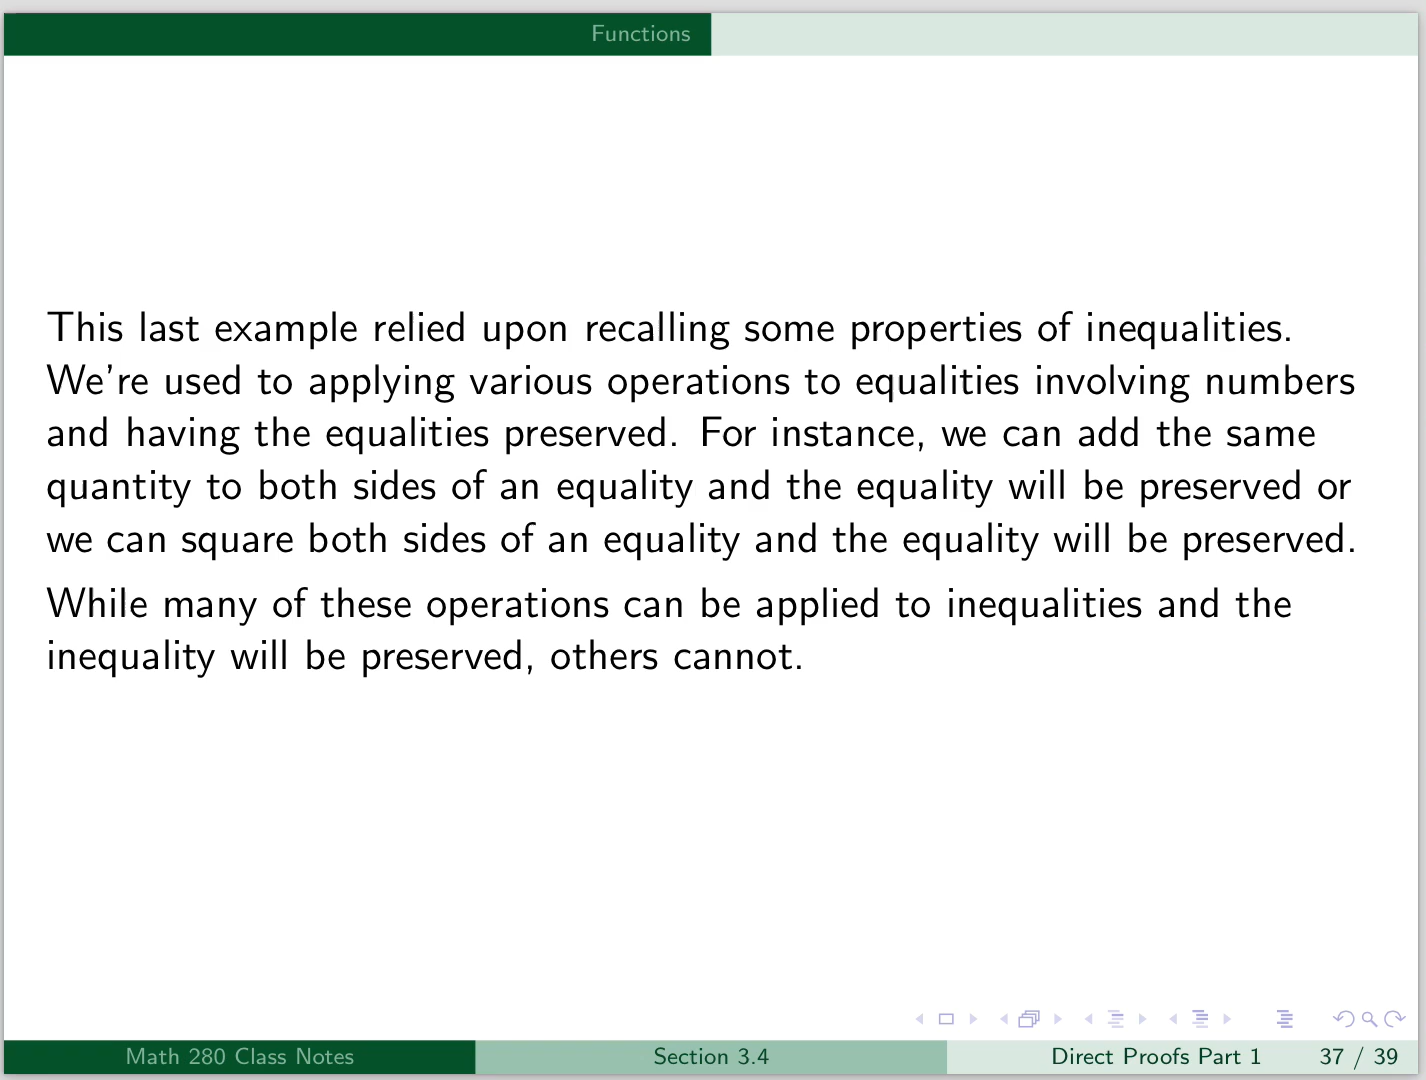 Functions
This last example relied upon recalling some properties of inequalities.
We're used to applying various operations to equalities involving numbers
and having the equalities preserved. For instance, we can add the same
quantity to both sides of an equality and the equality will be preserved or
we can square both sides of an equality and the equality will be preserved.
While many of these operations can be applied to inequalities and the
inequality will be preserved, others cannot.
Math 280 Class Notes
Section 3.4
Direct Proofs Part 1
37 / 39